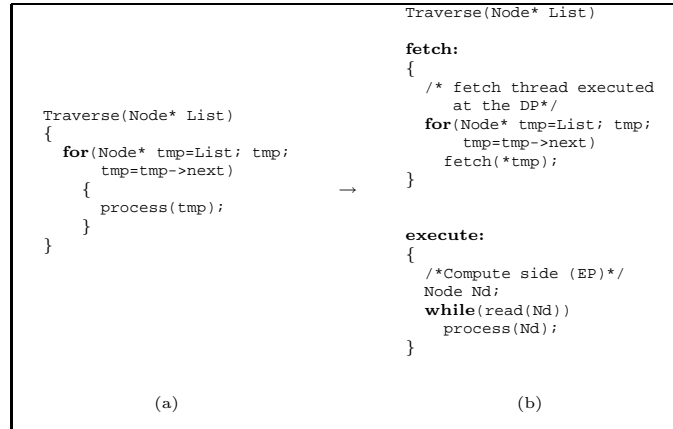 Traverse(Node* List)
{
for(Node* tmp=List; tmp;
tmp=tmp->next)
{
process(tmp);
}
}
(a)
→
Traverse(Node* List)
fetch:
{
/* fetch thread executed
at the DP*/
for(Node* tmp=List; tmp;
tmp=tmp->next)
fetch(*tmp);
}
execute:
{
/*Compute side (EP)*/
Node Nd;
while(read(Nd))
process(Nd);
}
(b)